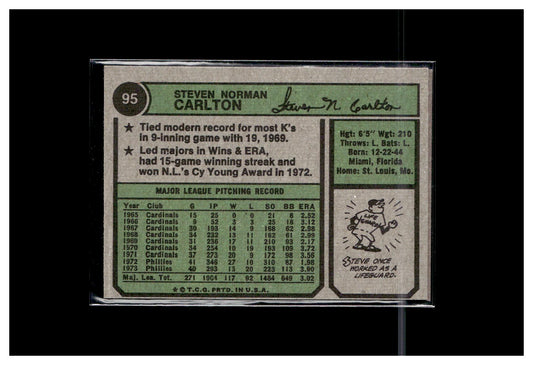 95
STEVEN NORMAN
CARLTON
Steven N Carlton
★ Tied modern record for most K's
in 9-inning game with 19, 1969.
★ Led majors in Wins & ERA,
had 15-game winning streak and
won N.L.'s Cy Young Award in 1972.
Hgt: 6'5" Wgt: 210
Throws: L. Bats: L.
Born: 12-22-44
Miami, Florida
Home: St. Louis, Mo.
MAJOR LEAGUE PITCHING RECORD
Year Club G IP W L SO BB ERA
1965 Cardinals 15 25 0 0 21 8 2.52
1966 Cardinals 9 52 3 3 25 18 3.12
1967 Cardinals 30 193 14 9 168 62 2.98
1968 Cardinals 34 232 13 11 162 61 2.99
1969 Cardinals 31 236 17 11 210 93 2.17
1970 Cardinals 34 254 10 19 193 109 3.72
1971 Cardinals 37 273 20 9 172 98 3.56
1972 Phillies 41 346 27 10 310 87 1.98
1973 Phillies 40 293 13 20 223 113 3.90
Maj. Lea. Tot. 271 1904 117 92 1484 649 3.02
★ © T.C.G. PRTD. IN U.S.A.
LIFE
GUARD
STEVE ONCE
WORKED AS A
LIFEGUARD.